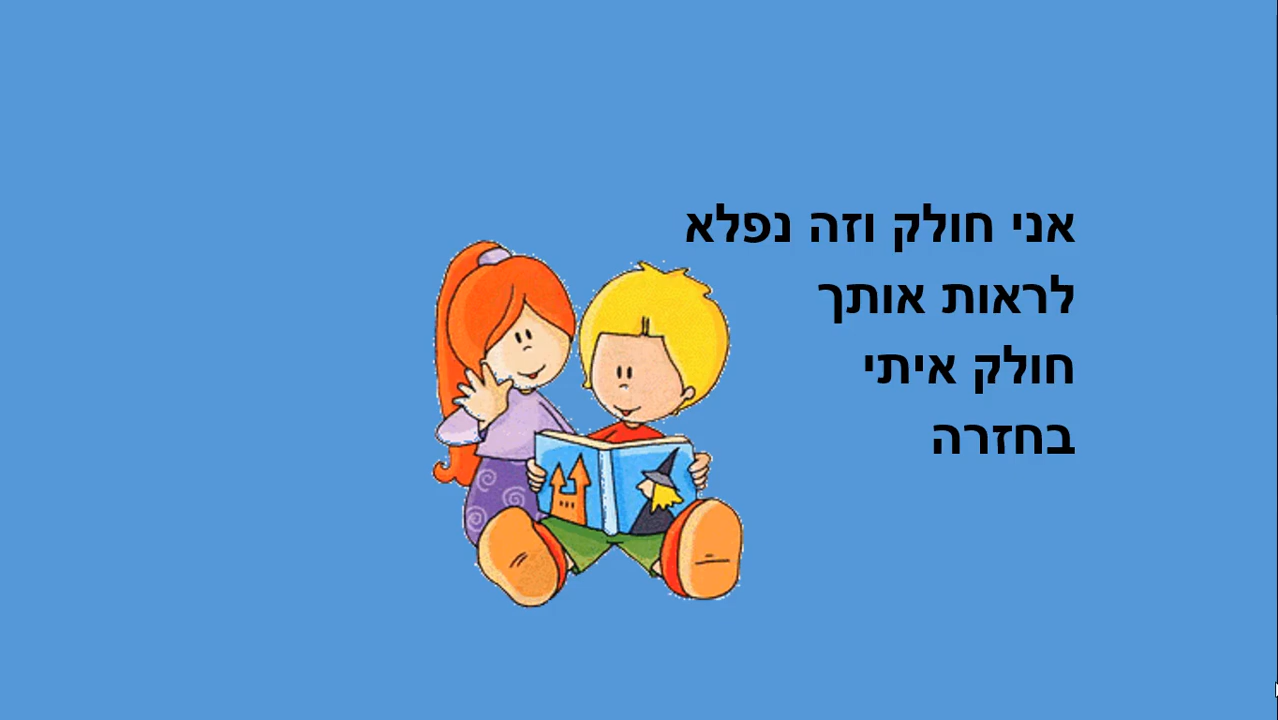 אני חולק וזה נפלא
לראות אותך
חולק איתי
בחזרה